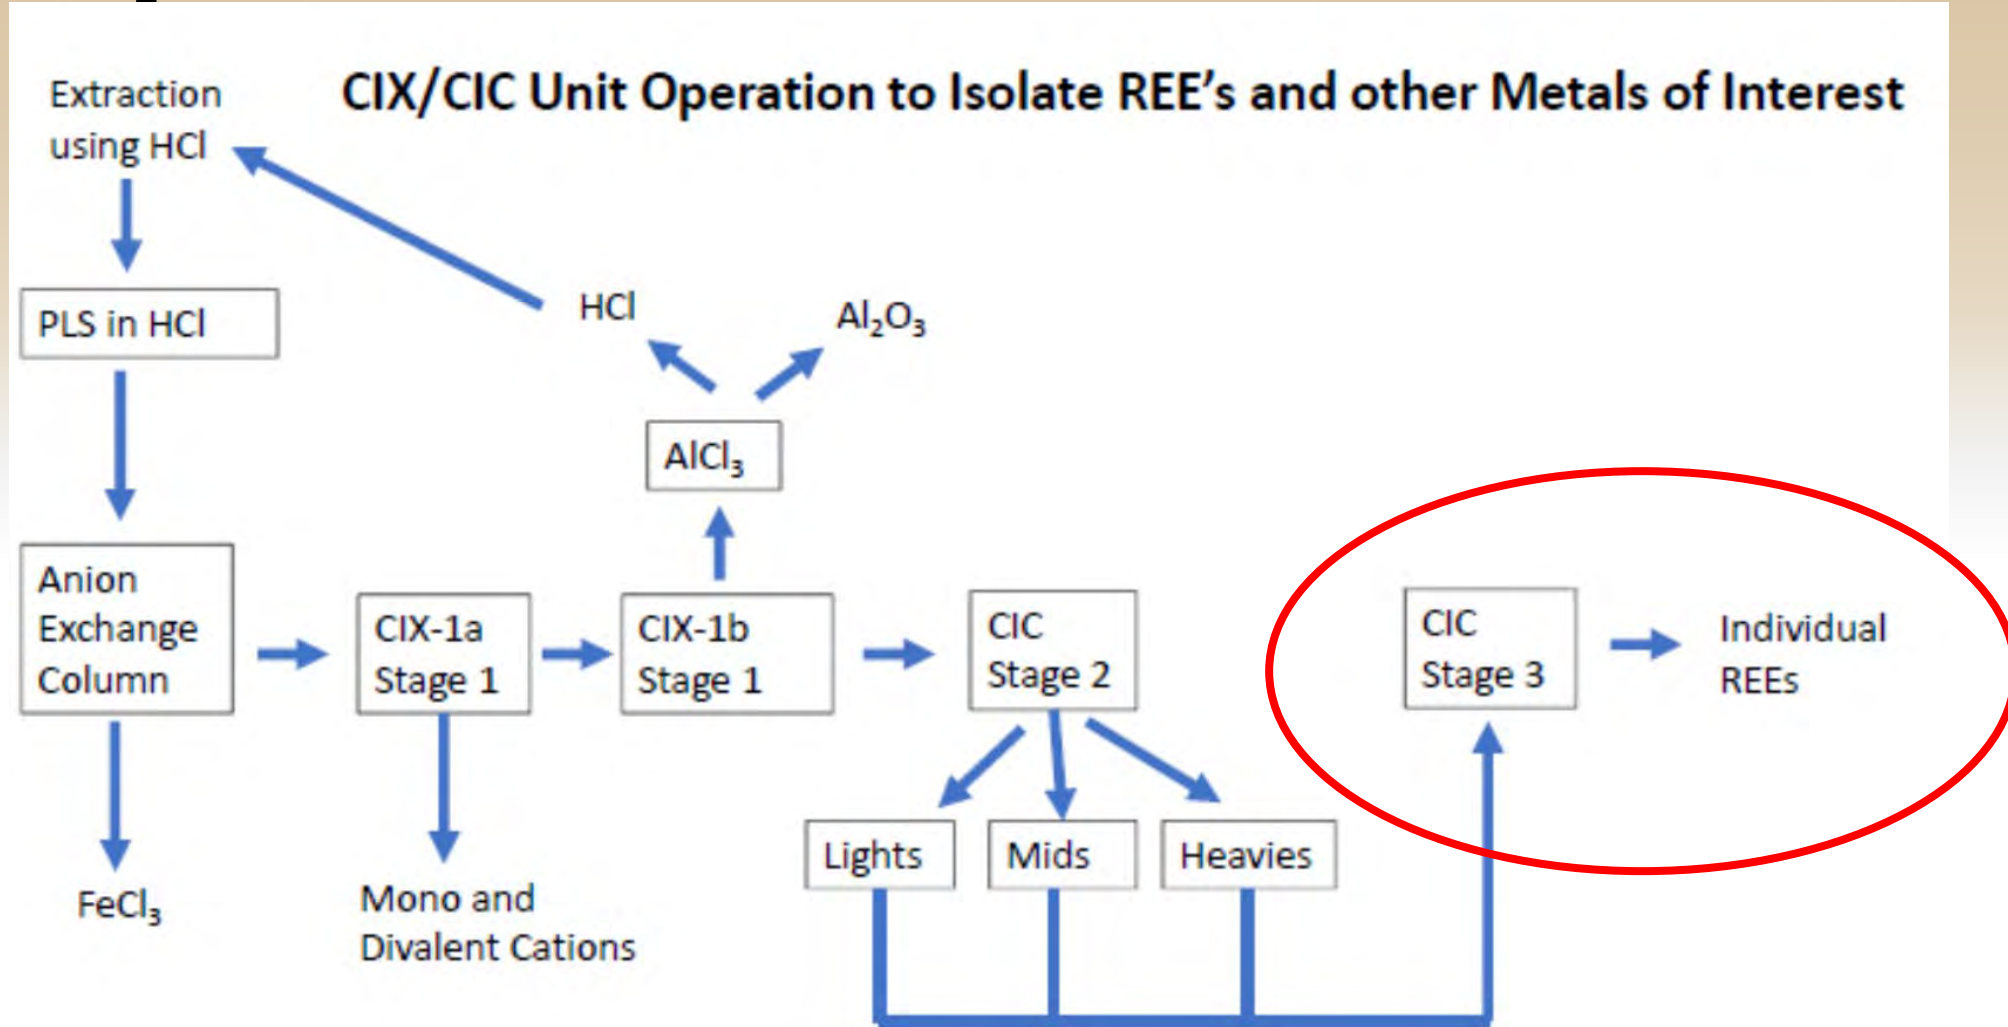 CIX/CIC Unit Operation to Isolate REE's and other Metals of Interest
Extraction
using HCl
PLS in HCl
HCl
Al₂O₃
AlCl₃
Anion
Exchange
Column
CIX-1a
Stage 1
CIX-1b
Stage 1
CIC
Stage 2
CIC
Stage 3
Individual
REEs
Lights
Mids
Heavies
FeCl₃
Mono and
Divalent Cations